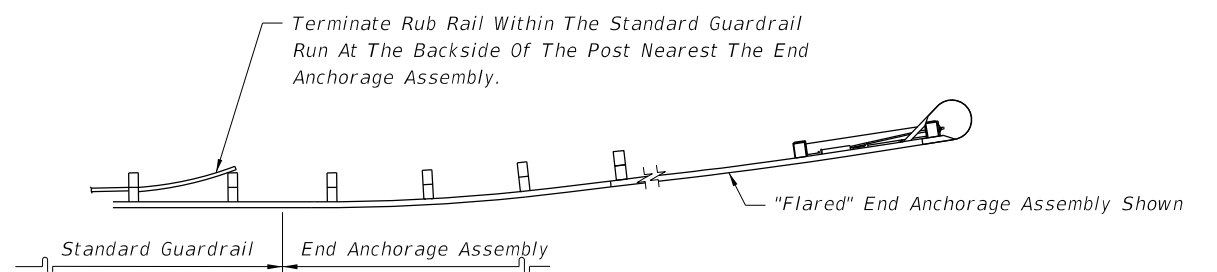 Terminate Rub Rail Within The Standard Guardrail
Run At The Backside Of The Post Nearest The End
Anchorage Assembly.
"Flared" End Anchorage Assembly Shown
Standard Guardrail
End Anchorage Assembly